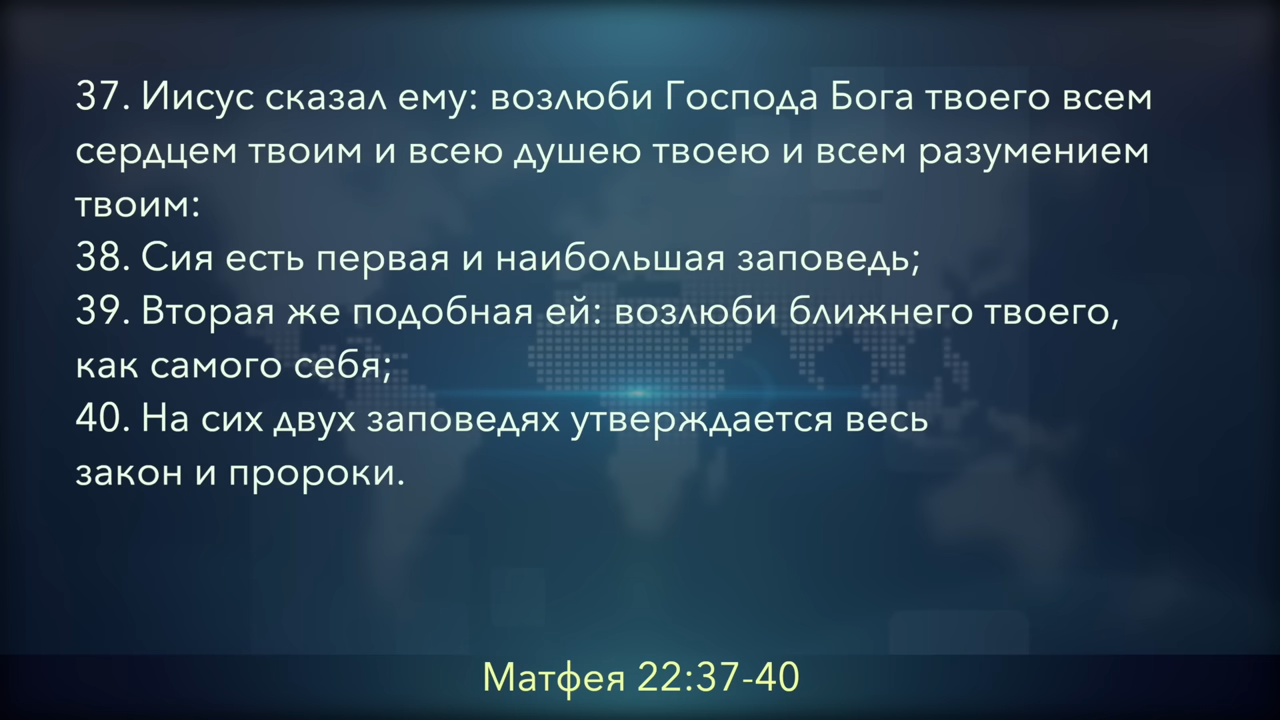 37. Иисус сказал ему: возлюби Господа Бога твоего всем
сердцем твоим и всею душею твоею и всем разумением
твоим:
38. Сия есть первая и наибольшая заповедь;
39. Вторая же подобная ей: возлюби ближнего твоего,
как самого себя;
40. На сих двух заповедях утверждается весь
закон и пророки.
Матфея 22:37-40